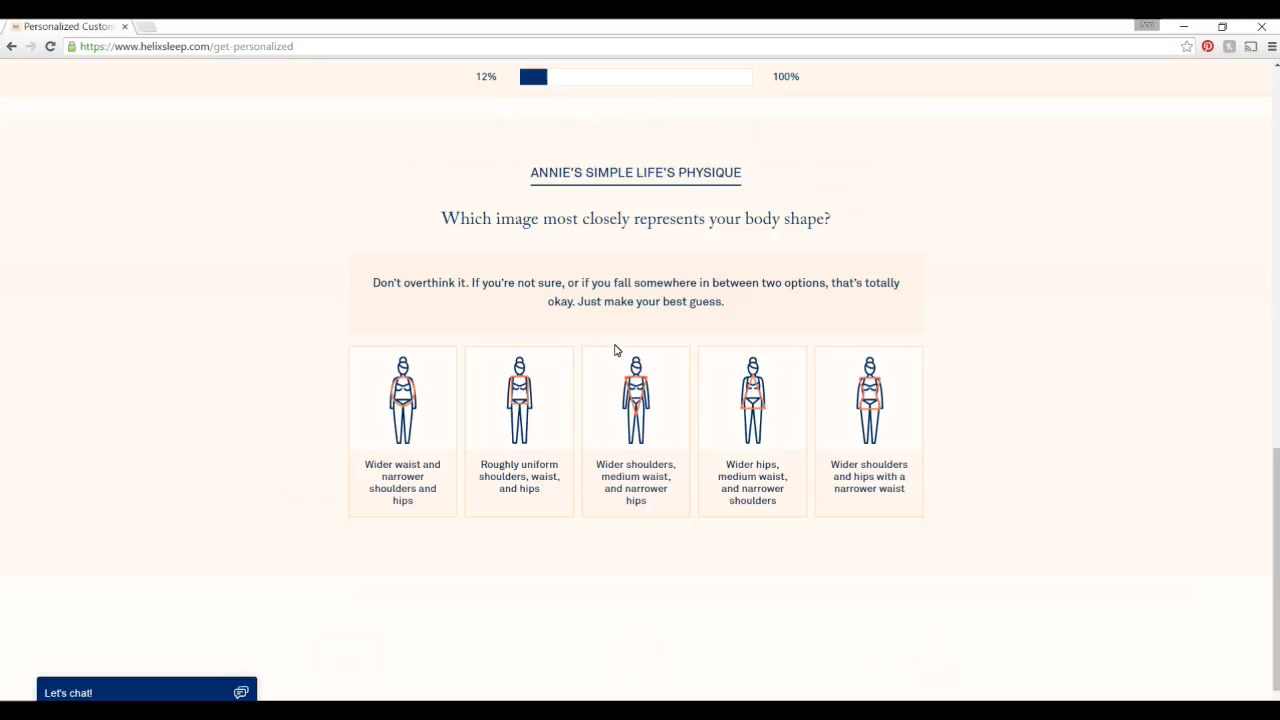 Personalized Custom
https://www.helixsleep.com/get-personalized
12%
100%
ANNIE'S SIMPLE LIFE'S PHYSIQUE
Which image most closely represents your body shape?
Don't overthink it. If you're not sure, or if you fall somewhere in between two options, that's totally
okay. Just make your best guess.
Wider waist and
narrower
shoulders and
hips
Roughly uniform
shoulders, waist,
and hips
Wider shoulders,
medium waist,
and narrower
hips
Wider hips,
medium waist,
and narrower
shoulders
Wider shoulders
and hips with a
narrower waist
Let's chat!